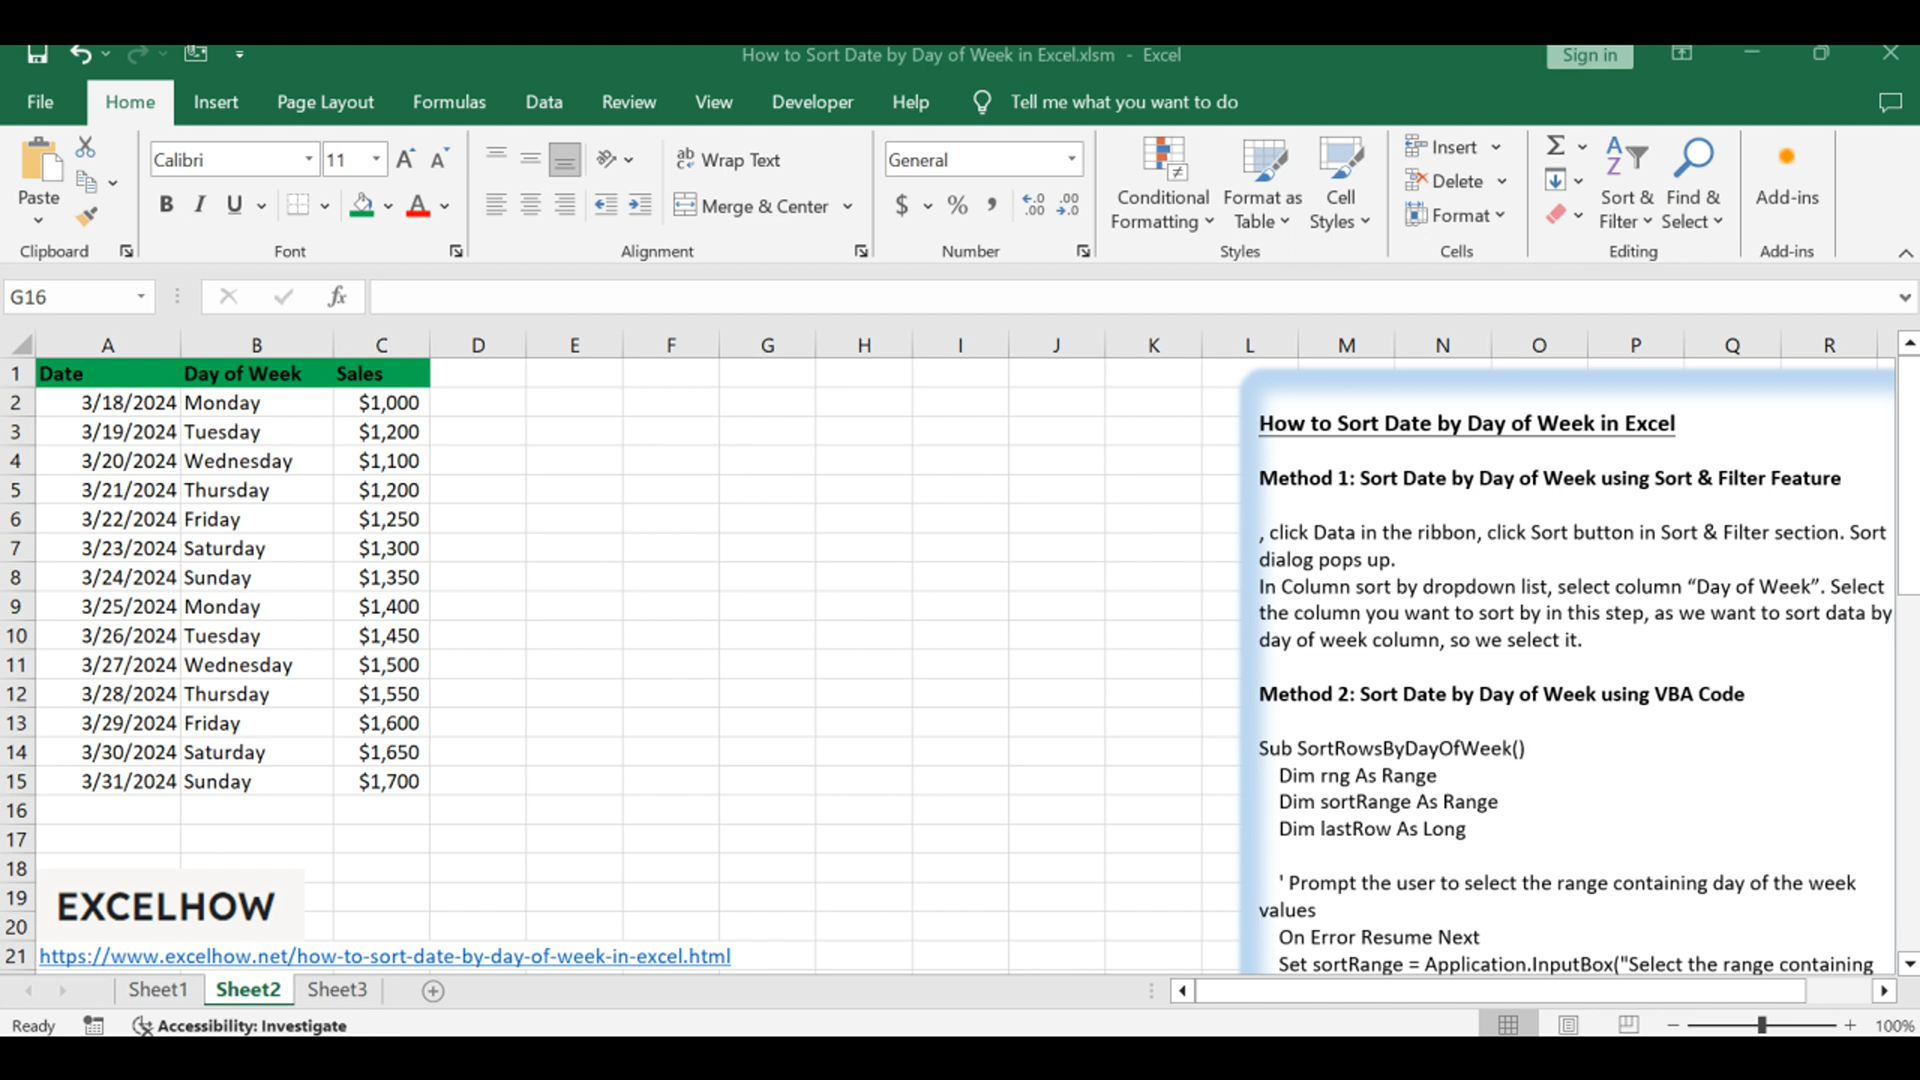 How to Sort Date by Day of Week in Excel.xlsm - Excel
Sign in
File Home Insert Page Layout Formulas Data Review View Developer Help Tell me what you want to do
Paste
Clipboard
Calibri 11
B I U
Font
Wrap Text
Merge & Center
Alignment
General
$ % ,
Number
Conditional Formatting
Format as Table
Cell Styles
Styles
Insert
Delete
Format
Cells
Sort & Filter
Find & Select
Editing
Add-ins
Add-ins
G16
fx
A B C D E F G H I J K L M N O P Q R
1 Date Day of Week Sales
2 3/18/2024 Monday $1,000
3 3/19/2024 Tuesday $1,200
4 3/20/2024 Wednesday $1,100
5 3/21/2024 Thursday $1,200
6 3/22/2024 Friday $1,250
7 3/23/2024 Saturday $1,300
8 3/24/2024 Sunday $1,350
9 3/25/2024 Monday $1,400
10 3/26/2024 Tuesday $1,450
11 3/27/2024 Wednesday $1,500
12 3/28/2024 Thursday $1,550
13 3/29/2024 Friday $1,600
14 3/30/2024 Saturday $1,650
15 3/31/2024 Sunday $1,700
16
17
18
19
20
21
EXCELHOW
https://www.excelhow.net/how-to-sort-date-by-day-of-week-in-excel.html
How to Sort Date by Day of Week in Excel
Method 1: Sort Date by Day of Week using Sort & Filter Feature
, click Data in the ribbon, click Sort button in Sort & Filter section. Sort
dialog pops up.
In Column sort by dropdown list, select column “Day of Week”. Select
the column you want to sort by in this step, as we want to sort data by
day of week column, so we select it.
Method 2: Sort Date by Day of Week using VBA Code
Sub SortRowsByDayOfWeek()
Dim rng As Range
Dim sortRange As Range
Dim lastRow As Long
' Prompt the user to select the range containing day of the week
values
On Error Resume Next
Set sortRange = Application.InputBox("Select the range containing
Sheet1 Sheet2 Sheet3
Ready Accessibility: Investigate 100%